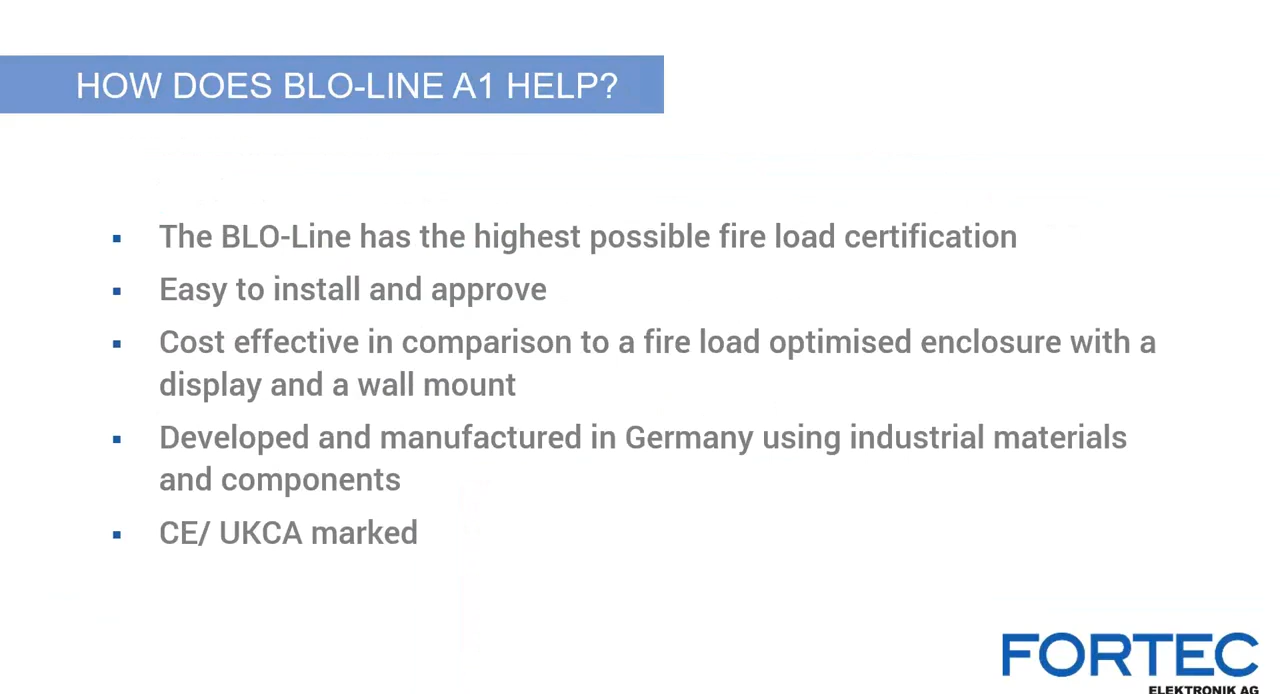 HOW DOES BLO-LINE A1 HELP?
▪ The BLO-Line has the highest possible fire load certification
▪ Easy to install and approve
▪ Cost effective in comparison to a fire load optimised enclosure with a
display and a wall mount
▪ Developed and manufactured in Germany using industrial materials
and components
▪ CE/ UKCA marked
FORTEC
ELEKTRONIK AG